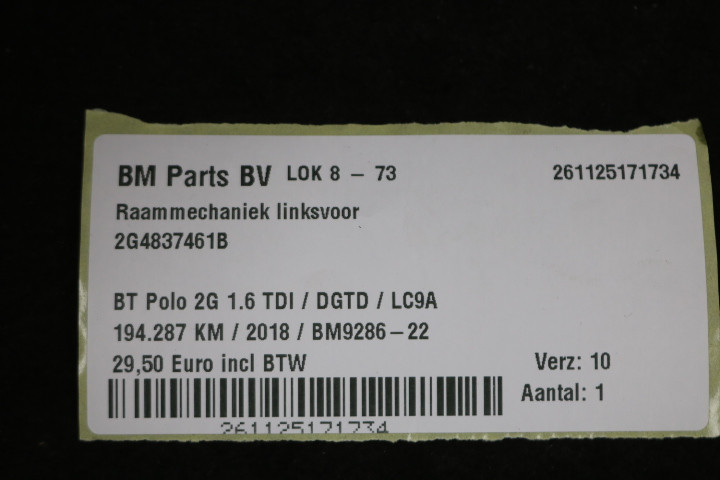 BM Parts BV LOK 8 – 73 261125171734
Raammechaniek linksvoor
2G4837461B
BT Polo 2G 1.6 TDI / DGTD / LC9A
194.287 KM / 2018 / BM9286-22
29,50 Euro incl BTW Verz: 10
Aantal: 1
261125171734